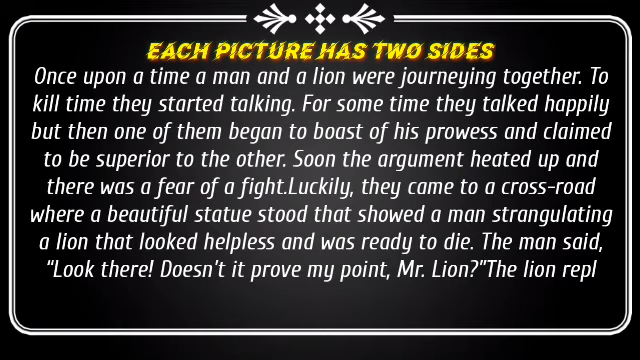 EACH PICTURE HAS TWO SIDES
Once upon a time a man and a lion were journeying together. To
kill time they started talking. For some time they talked happily
but then one of them began to boast of his prowess and claimed
to be superior to the other. Soon the argument heated up and
there was a fear of a fight.Luckily, they came to a cross-road
where a beautiful statue stood that showed a man strangulating
a lion that looked helpless and was ready to die. The man said,
“Look there! Doesn't it prove my point, Mr. Lion?”The lion repl